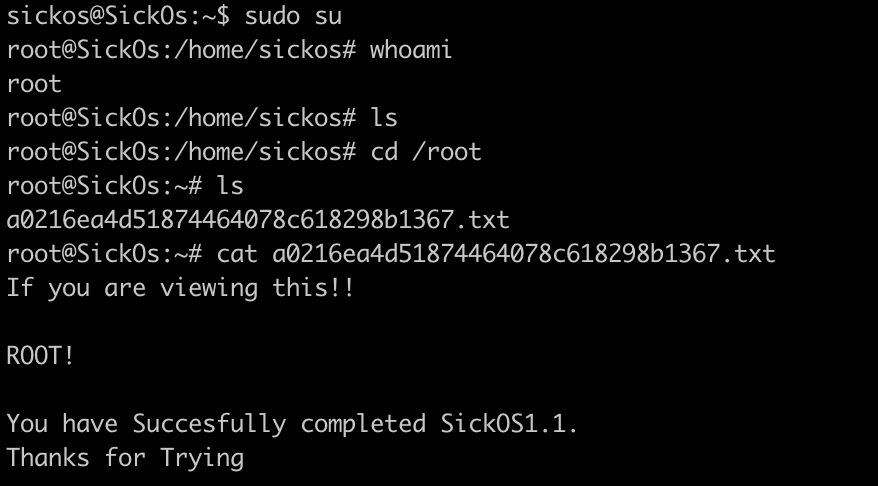 sickos@SickOs:~$ sudo su
root@SickOs:/home/sickos# whoami
root
root@SickOs:/home/sickos# ls
root@SickOs:/home/sickos# cd /root
root@SickOs:~# ls
a0216ea4d51874464078c618298b1367.txt
root@SickOs:~# cat a0216ea4d51874464078c618298b1367.txt
If you are viewing this!!
ROOT!
You have Succesfully completed SickOS1.1.
Thanks for Trying